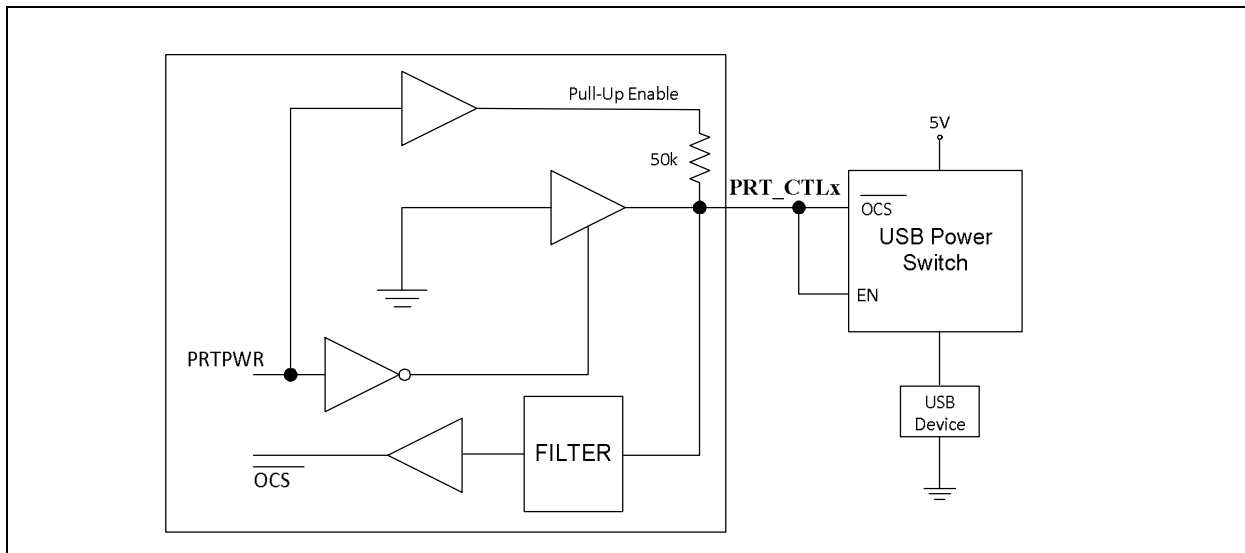 Pull-Up Enable
5V
50k
PRT_CTLx
OCS
USB Power
Switch
EN
PRTPWR
USB
Device
FILTER
OCS